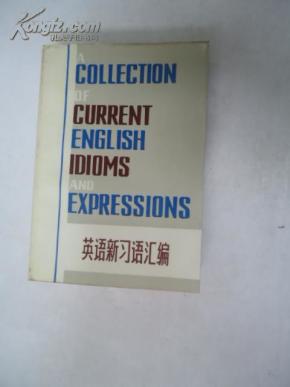 A
COLLECTION
OF
CURRENT
ENGLISH
IDIOMS
AND
EXPRESSIONS
英语新习语汇编